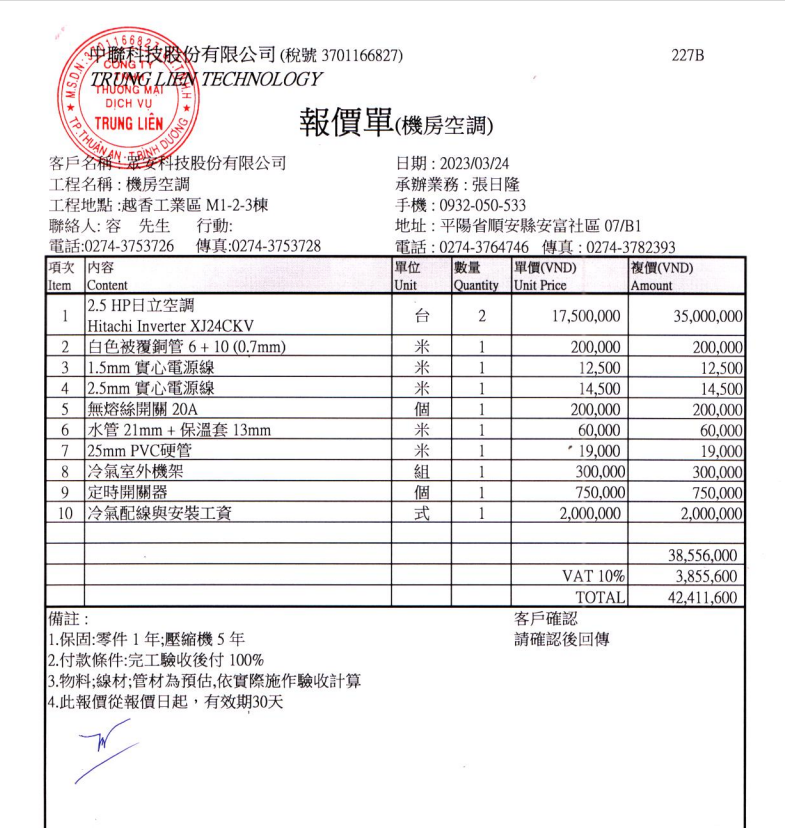 中聯科技股份有限公司 (稅號 3701166827)
227B
TRUNG LIEN TECHNOLOGY
M.S.D.N: 3701166827
CÔNG TY
TNHH
THƯƠNG MẠI
DỊCH VỤ
TRUNG LIÊN
TP.THUẬN AN - T.BÌNH DƯƠNG
報價單(機房空調)
客戶名稱 : 眾安科技股份有限公司
日期 : 2023/03/24
工程名稱 : 機房空調
承辦業務 : 張日隆
工程地點 :越香工業區 M1-2-3棟
手機 : 0932-050-533
聯絡人: 容 先生 行動:
地址 : 平陽省順安縣安富社區 07/B1
電話:0274-3753726 傳真:0274-3753728
電話 : 0274-3764746 傳真 : 0274-3782393
項次 內容 單位 數量 單價(VND) 複價(VND)
Item Content Unit Quantity Unit Price Amount
1 2.5 HP日立空調 台 2 17,500,000 35,000,000
Hitachi Inverter XJ24CKV
2 白色被覆銅管 6 + 10 (0.7mm) 米 1 200,000 200,000
3 1.5mm 實心電源線 米 1 12,500 12,500
4 2.5mm 實心電源線 米 1 14,500 14,500
5 無熔絲開關 20A 個 1 200,000 200,000
6 水管 21mm + 保溫套 13mm 米 1 60,000 60,000
7 25mm PVC硬管 米 1 19,000 19,000
8 冷氣室外機架 組 1 300,000 300,000
9 定時開關器 個 1 750,000 750,000
10 冷氣配線與安裝工資 式 1 2,000,000 2,000,000
38,556,000
VAT 10% 3,855,600
TOTAL 42,411,600
備註 :
客戶確認
1.保固:零件 1 年;壓縮機 5 年
請確認後回傳
2.付款條件:完工驗收後付 100%
3.物料;線材;管材為預估,依實際施作驗收計算
4.此報價從報價日起，有效期30天